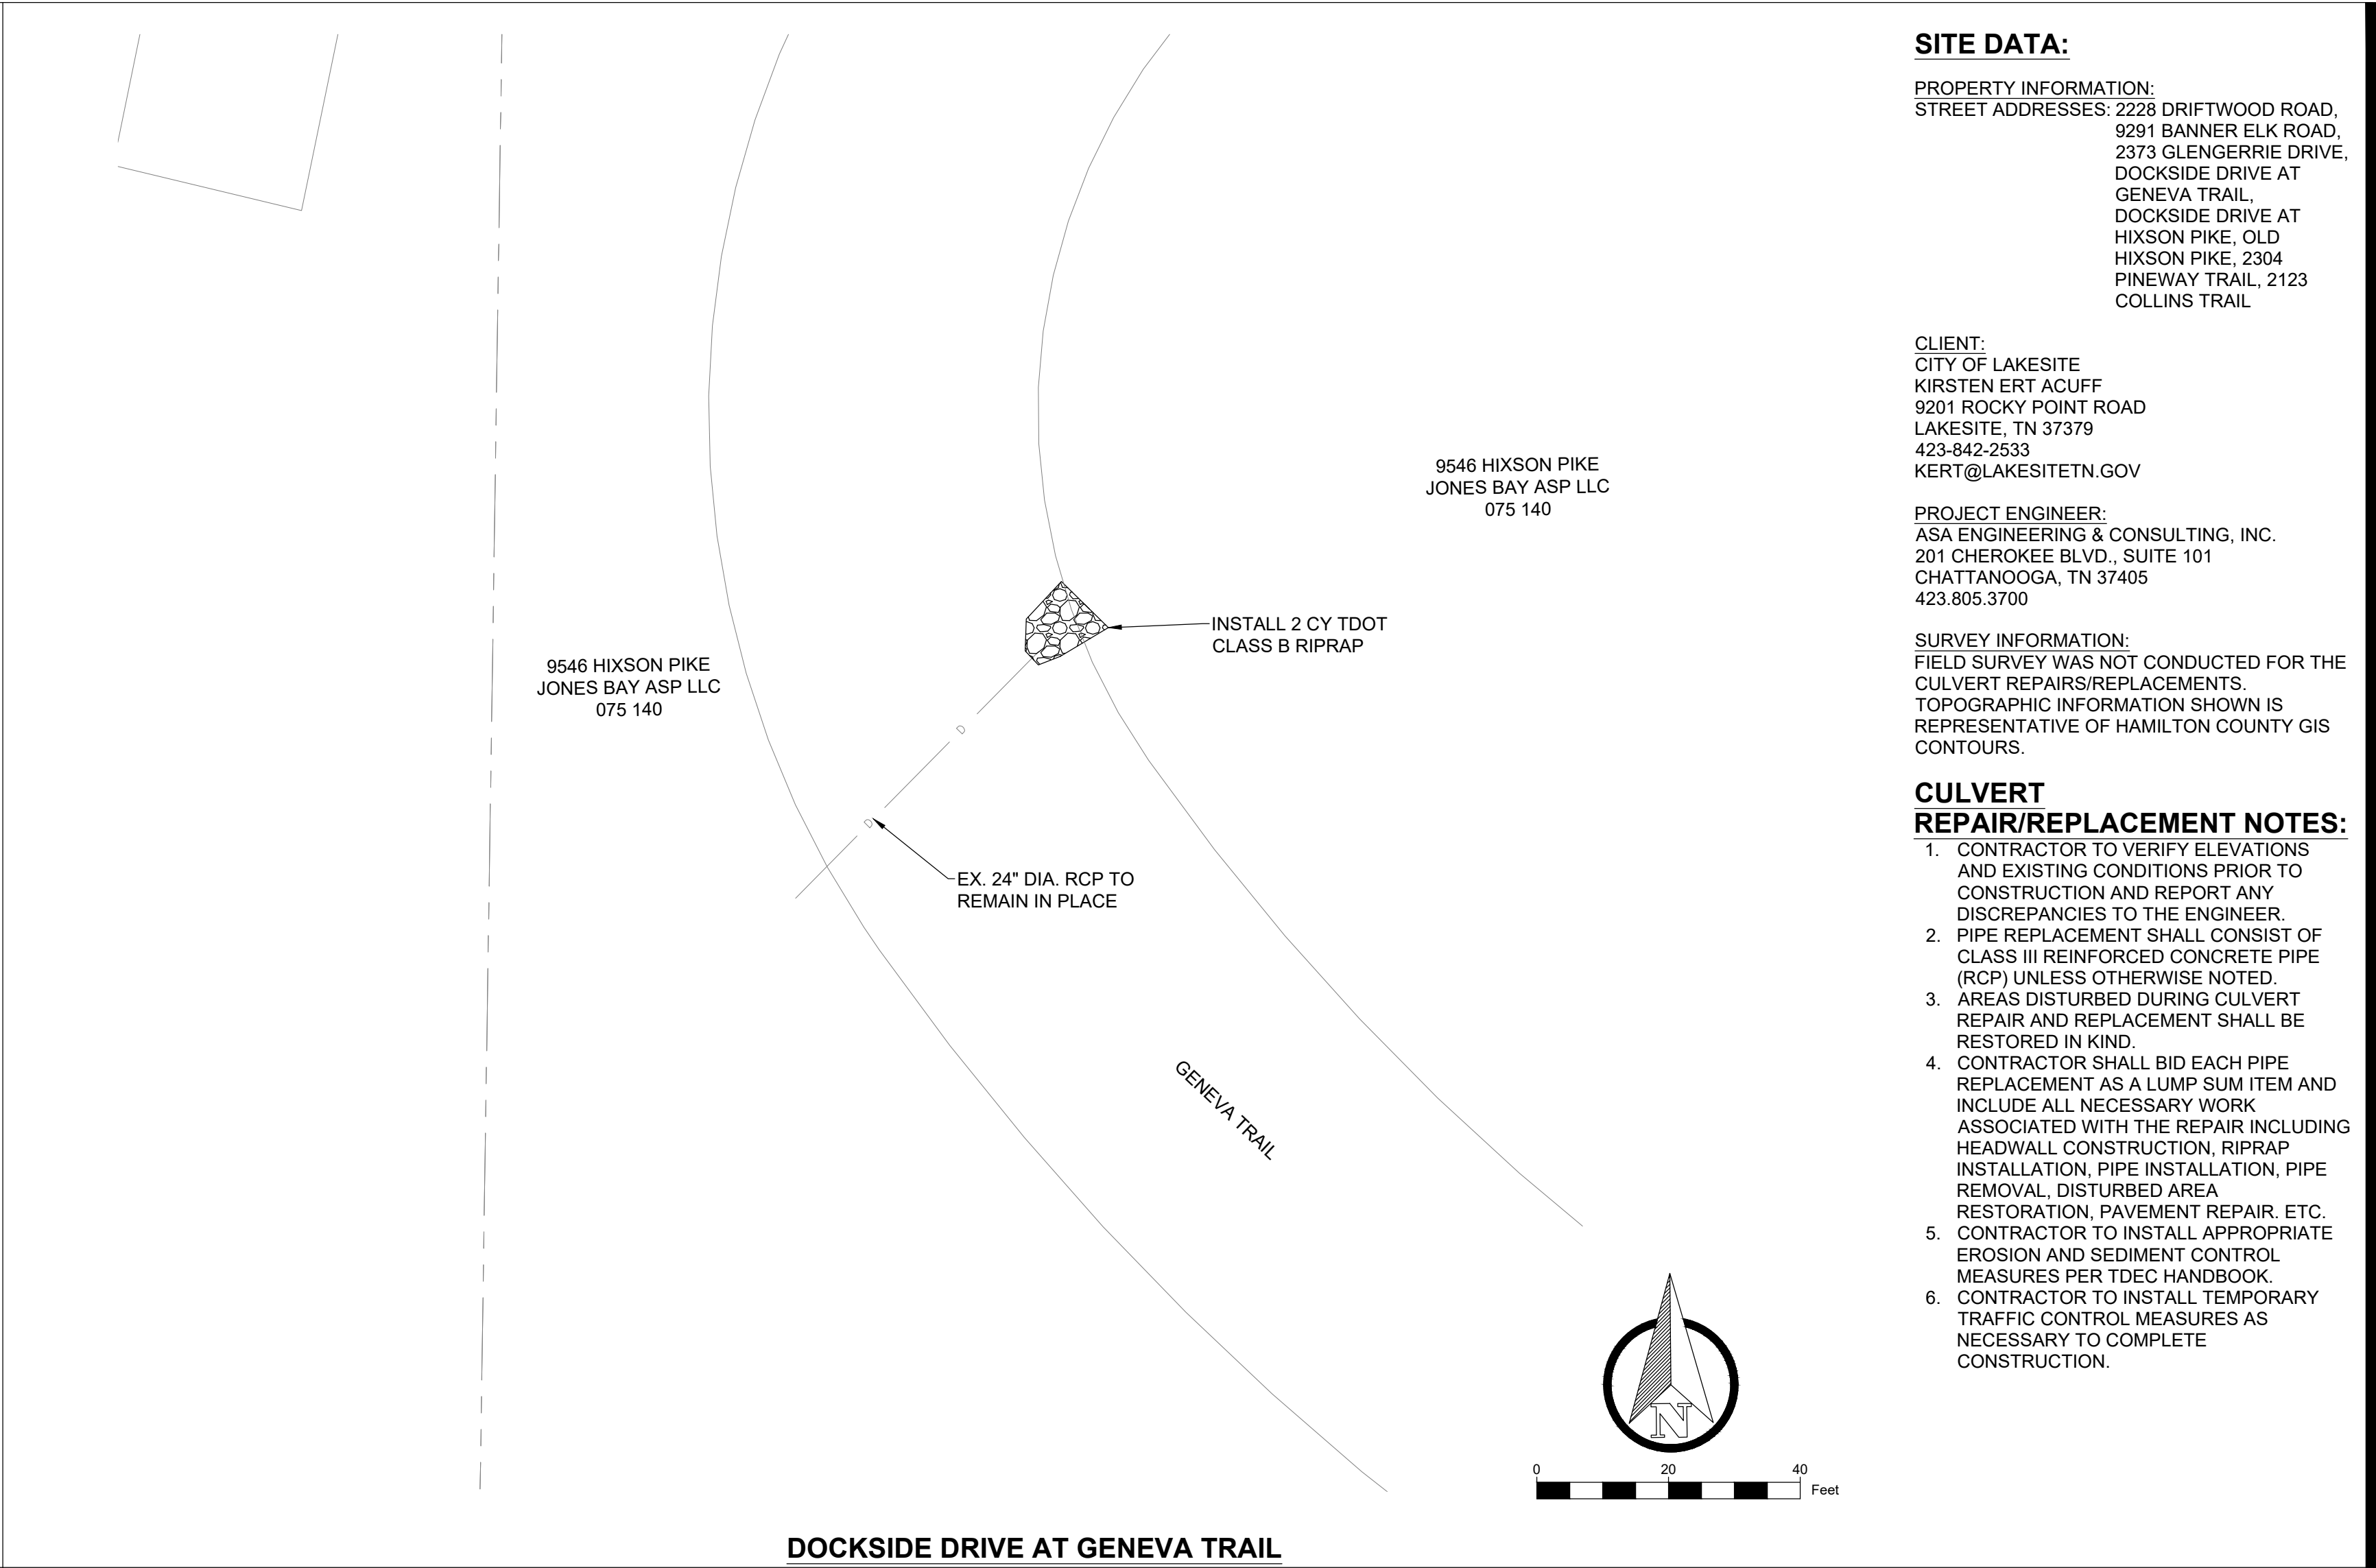 SITE DATA:
PROPERTY INFORMATION:
STREET ADDRESSES: 2228 DRIFTWOOD ROAD,
9291 BANNER ELK ROAD,
2373 GLENGERRIE DRIVE,
DOCKSIDE DRIVE AT
GENEVA TRAIL,
DOCKSIDE DRIVE AT
HIXSON PIKE, OLD
HIXSON PIKE, 2304
PINEWAY TRAIL, 2123
COLLINS TRAIL
CLIENT:
CITY OF LAKESITE
KIRSTEN ERT ACUFF
9201 ROCKY POINT ROAD
LAKESITE, TN 37379
423-842-2533
KERT@LAKESITETN.GOV
PROJECT ENGINEER:
ASA ENGINEERING & CONSULTING, INC.
201 CHEROKEE BLVD., SUITE 101
CHATTANOOGA, TN 37405
423.805.3700
SURVEY INFORMATION:
FIELD SURVEY WAS NOT CONDUCTED FOR THE
CULVERT REPAIRS/REPLACEMENTS.
TOPOGRAPHIC INFORMATION SHOWN IS
REPRESENTATIVE OF HAMILTON COUNTY GIS
CONTOURS.
CULVERT
REPAIR/REPLACEMENT NOTES:
1. CONTRACTOR TO VERIFY ELEVATIONS
AND EXISTING CONDITIONS PRIOR TO
CONSTRUCTION AND REPORT ANY
DISCREPANCIES TO THE ENGINEER.
2. PIPE REPLACEMENT SHALL CONSIST OF
CLASS III REINFORCED CONCRETE PIPE
(RCP) UNLESS OTHERWISE NOTED.
3. AREAS DISTURBED DURING CULVERT
REPAIR AND REPLACEMENT SHALL BE
RESTORED IN KIND.
4. CONTRACTOR SHALL BID EACH PIPE
REPLACEMENT AS A LUMP SUM ITEM AND
INCLUDE ALL NECESSARY WORK
ASSOCIATED WITH THE REPAIR INCLUDING
HEADWALL CONSTRUCTION, RIPRAP
INSTALLATION, PIPE INSTALLATION, PIPE
REMOVAL, DISTURBED AREA
RESTORATION, PAVEMENT REPAIR. ETC.
5. CONTRACTOR TO INSTALL APPROPRIATE
EROSION AND SEDIMENT CONTROL
MEASURES PER TDEC HANDBOOK.
6. CONTRACTOR TO INSTALL TEMPORARY
TRAFFIC CONTROL MEASURES AS
NECESSARY TO COMPLETE
CONSTRUCTION.
9546 HIXSON PIKE
JONES BAY ASP LLC
075 140
INSTALL 2 CY TDOT
CLASS B RIPRAP
9546 HIXSON PIKE
JONES BAY ASP LLC
075 140
D
D
EX. 24" DIA. RCP TO
REMAIN IN PLACE
GENEVA TRAIL
N
0 20 40
Feet
DOCKSIDE DRIVE AT GENEVA TRAIL